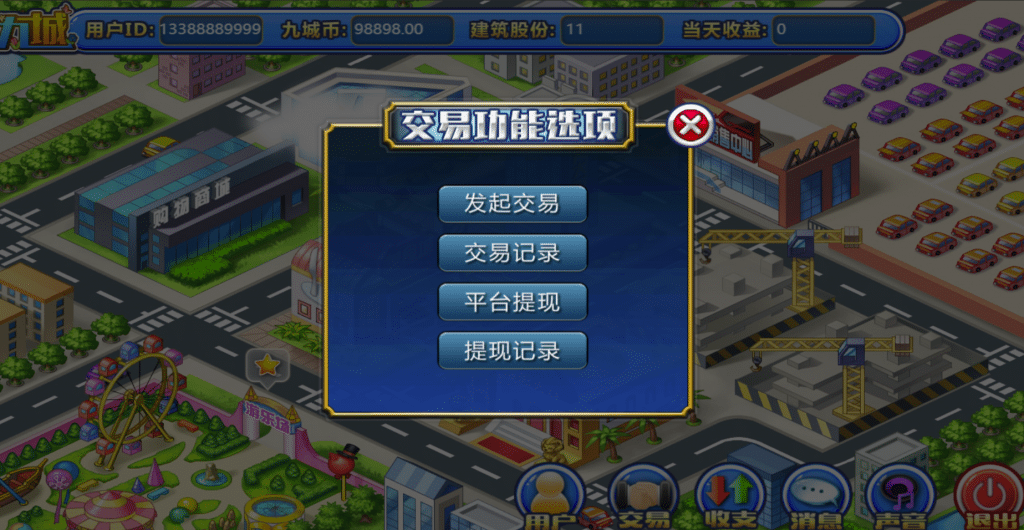 九城
用户ID: 13388889999 九城币: 98898.00 建筑股份: 11 当天收益: 0
交易功能选项
售中心
购物商城
发起交易
交易记录
平台提现
提现记录
游乐场
用户 交易 收支 消息 声音 退出